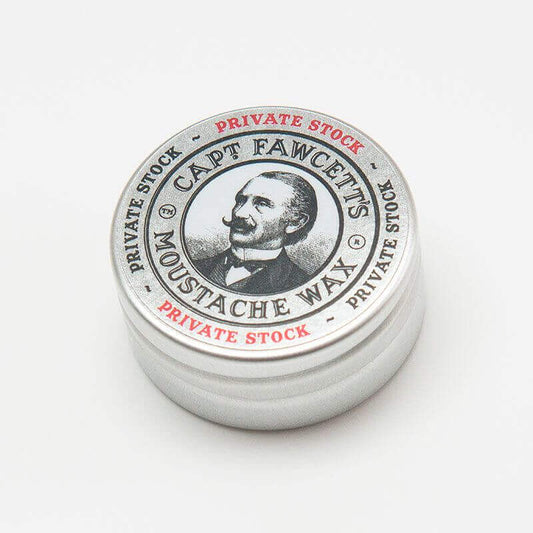 PRIVATE STOCK ~ PRIVATE STOCK ~ PRIVATE STOCK ~ PRIVATE STOCK ~
CAPT. FAWCETT'S
MOUSTACHE WAX
®